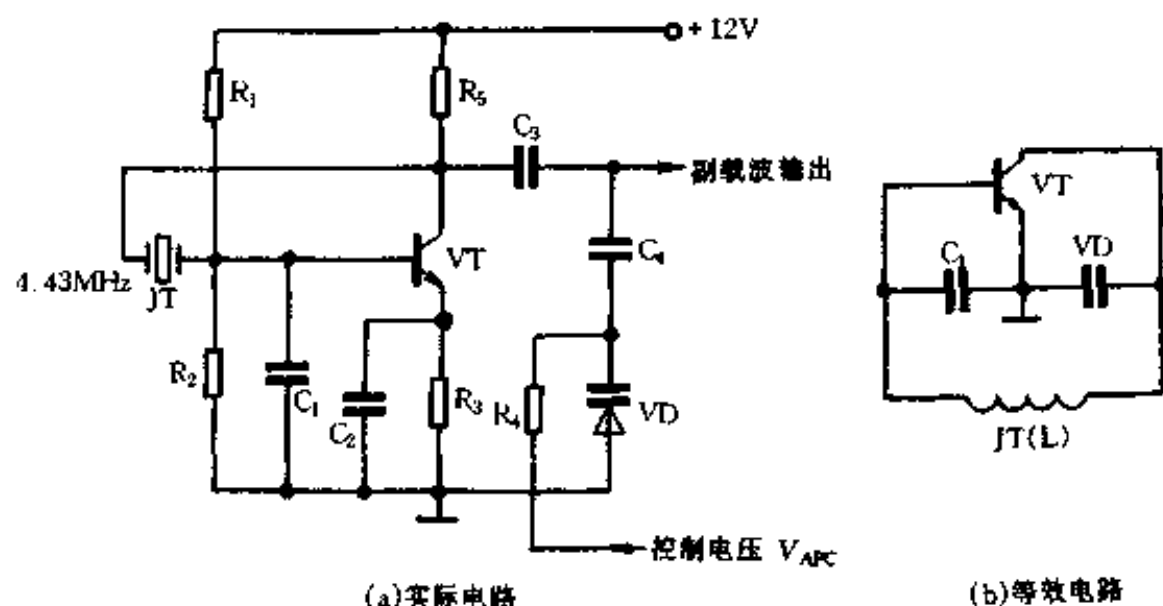 +12V
R₁
R₅
C₃
副载波输出
VT
C₄
4.43MHz
JT
R₂
C₁
C₂
R₃
R₄
VD
控制电压 V_APC
(a)实际电路
VT
C₁
VD
JT(L)
(b)等效电路